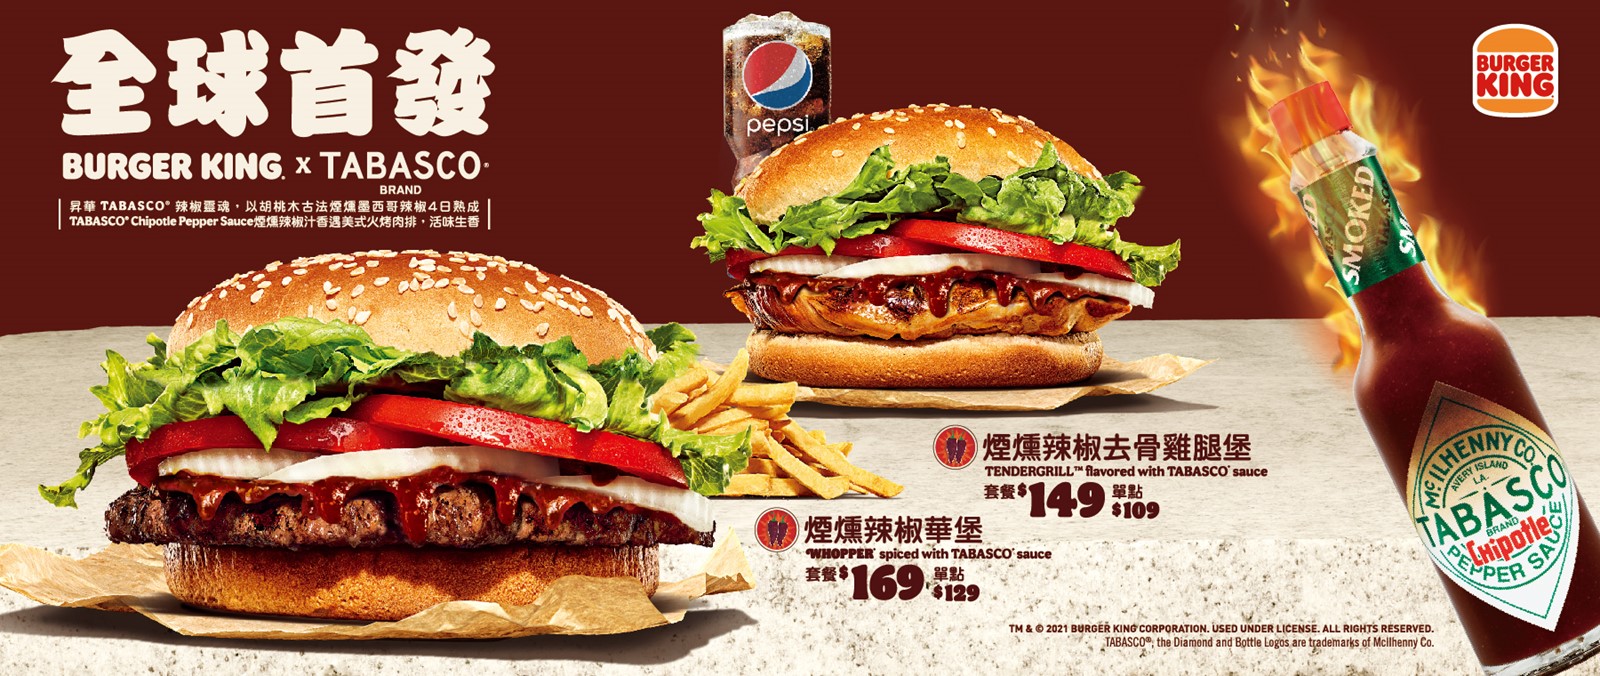 全球首發
BURGER KING® x TABASCO®
BRAND
昇華 TABASCO® 辣椒靈魂，以胡桃木古法煙燻墨西哥辣椒4日熟成
TABASCO® Chipotle Pepper Sauce煙燻辣椒汁香遇美式火烤肉排，活味生香
pepsi
BURGER
KING
SMOKED
煙燻辣椒去骨雞腿堡
TENDERGRILL™ flavored with TABASCO® sauce
套餐$149 單點$109
煙燻辣椒華堡
WHOPPER® spiced with TABASCO® sauce
套餐$169 單點$129
McILHENNY CO.
AVERY ISLAND
LA.
TABASCO
BRAND
Chipotle
PEPPER SAUCE
TM & © 2021 BURGER KING CORPORATION. USED UNDER LICENSE. ALL RIGHTS RESERVED.
TABASCO®, the Diamond and Bottle Logos are trademarks of McIlhenny Co.